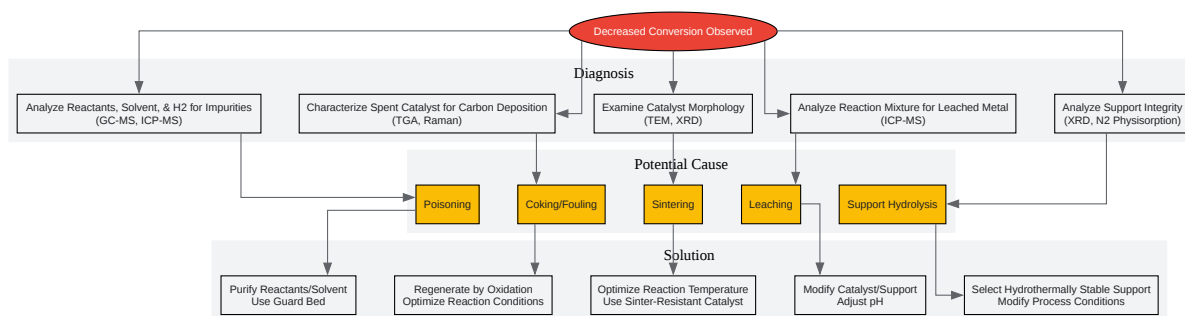 Decreased Conversion Observed
Diagnosis
Analyze Reactants, Solvent, & H2 for Impurities
(GC-MS, ICP-MS)
Characterize Spent Catalyst for Carbon Deposition
(TGA, Raman)
Examine Catalyst Morphology
(TEM, XRD)
Analyze Reaction Mixture for Leached Metal
(ICP-MS)
Analyze Support Integrity
(XRD, N2 Physisorption)
Potential Cause
Poisoning
Coking/Fouling
Sintering
Leaching
Support Hydrolysis
Solution
Purify Reactants/Solvent
Use Guard Bed
Regenerate by Oxidation
Optimize Reaction Conditions
Optimize Reaction Temperature
Use Sinter-Resistant Catalyst
Modify Catalyst/Support
Adjust pH
Select Hydrothermally Stable Support
Modify Process Conditions